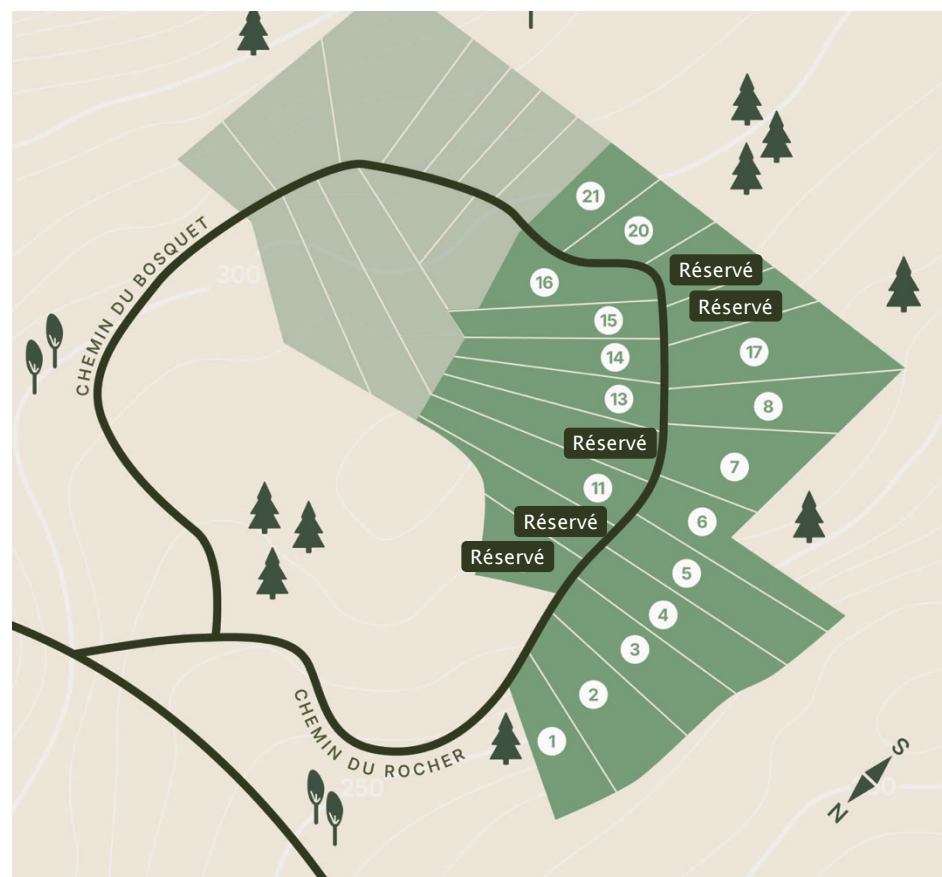 21
20
Réservé
16
300
CHEMIN DU BOSQUET
Réservé
15
17
14
13
8
Réservé
7
11
Réservé
6
Réservé
5
4
3
2
1
CHEMIN DU ROCHER
250
S
N